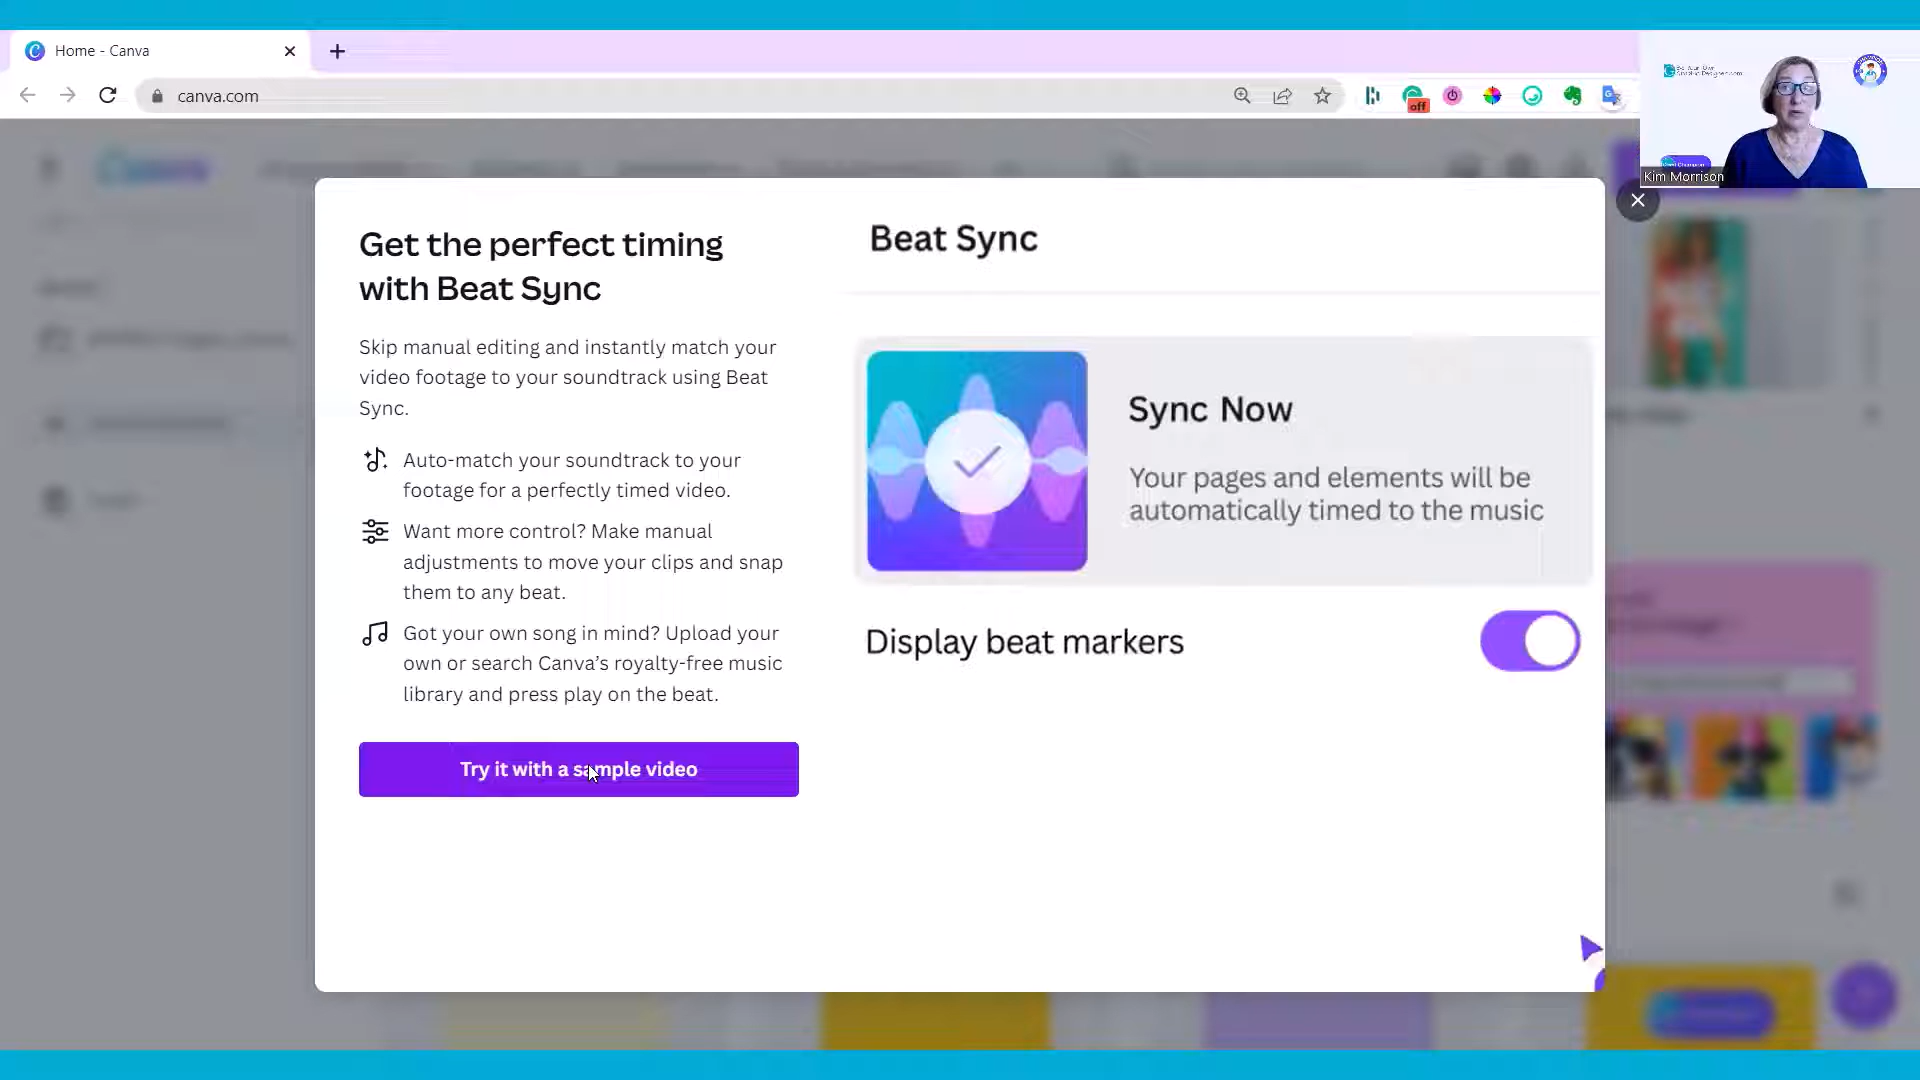 Home - Canva
canva.com
off
Kim Morrison
Get the perfect timing
with Beat Sync
Skip manual editing and instantly match your
video footage to your soundtrack using Beat
Sync.
Auto-match your soundtrack to your
footage for a perfectly timed video.
Want more control? Make manual
adjustments to move your clips and snap
them to any beat.
Got your own song in mind? Upload your
own or search Canva’s royalty-free music
library and press play on the beat.
Try it with a sample video
Beat Sync
Sync Now
Your pages and elements will be
automatically timed to the music
Display beat markers